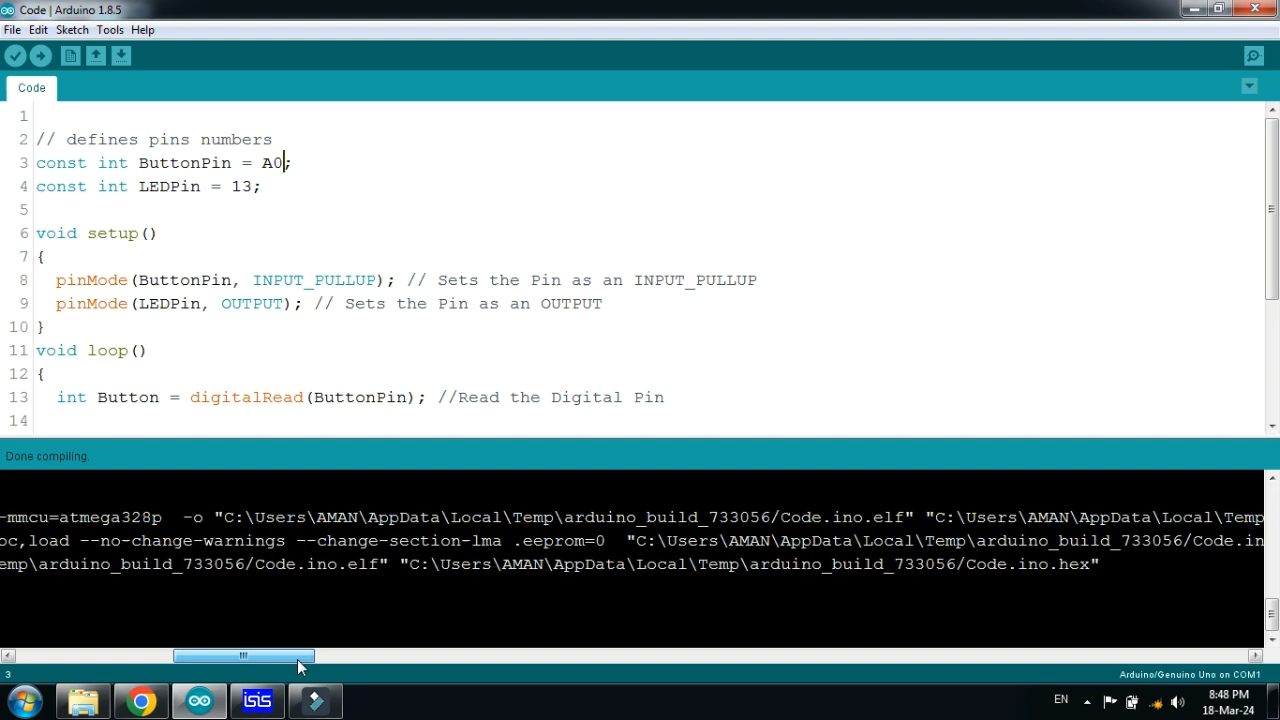 Code | Arduino 1.8.5
File Edit Sketch Tools Help
Code
1
2 // defines pins numbers
3 const int ButtonPin = A0;
4 const int LEDPin = 13;
5
6 void setup()
7 {
8 pinMode(ButtonPin, INPUT_PULLUP); // Sets the Pin as an INPUT_PULLUP
9 pinMode(LEDPin, OUTPUT); // Sets the Pin as an OUTPUT
10 }
11 void loop()
12 {
13 int Button = digitalRead(ButtonPin); //Read the Digital Pin
14
Done compiling.
-mmcu=atmega328p -o "C:\Users\AMAN\AppData\Local\Temp\arduino_build_733056/Code.ino.elf" "C:\Users\AMAN\AppData\Local\Temp
oc,load --no-change-warnings --change-section-lma .eeprom=0 "C:\Users\AMAN\AppData\Local\Temp\arduino_build_733056/Code.in
emp\arduino_build_733056/Code.ino.elf" "C:\Users\AMAN\AppData\Local\Temp\arduino_build_733056/Code.ino.hex"
3
Arduino/Genuino Uno on COM1
isis
EN
8:48 PM
18-Mar-24